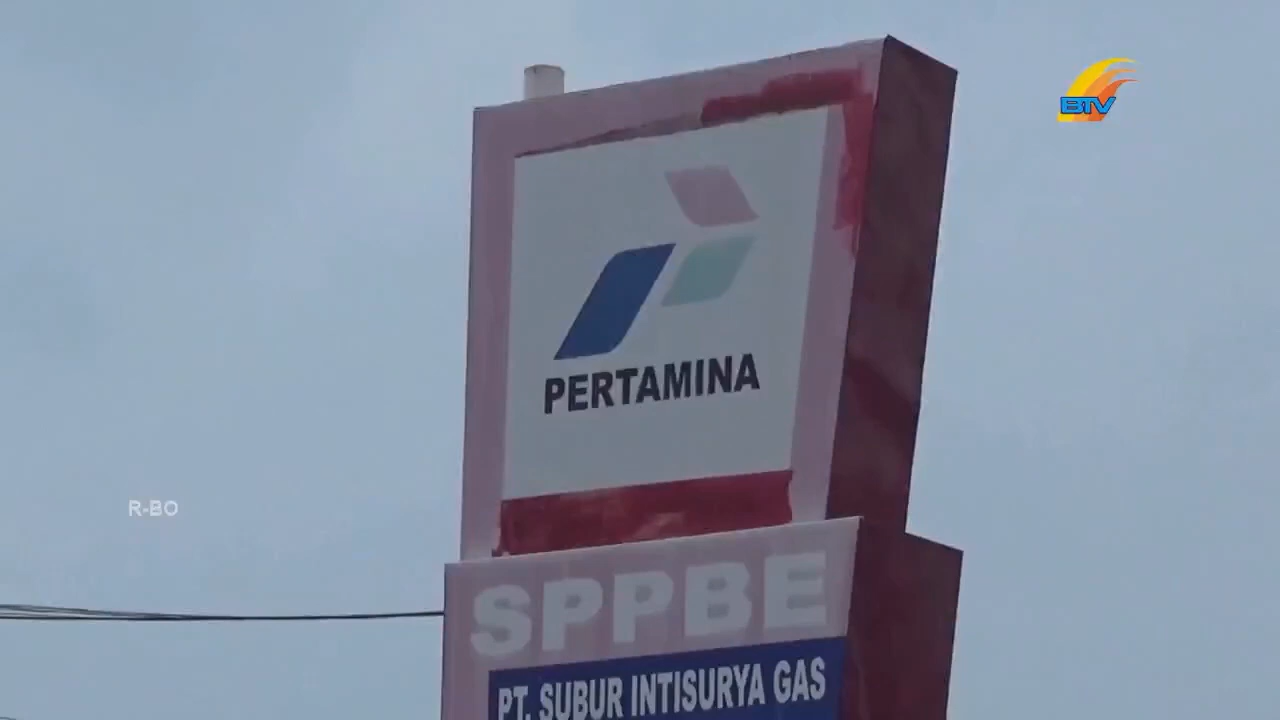 BTV
PERTAMINA
R-BO
SPPBE
PT. SUBUR INTISURYA GAS